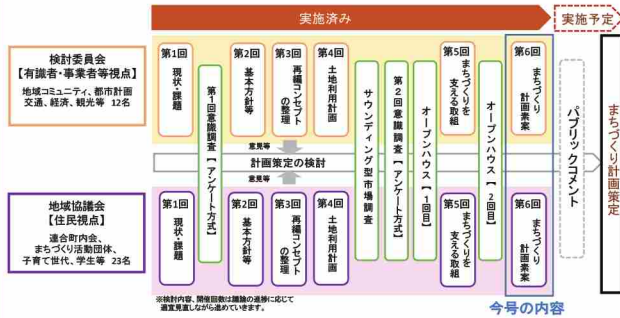 実施済み
実施予定
検討委員会
【有識者・事業者等視点】
地域コミュニティ、都市計画
交通、経済、観光等 12名
第1回
現状・課題
第1回意識調査【アンケート方式】
第2回
基本方針等
第3回
再編コンセプト
の整理
第4回
土地利用計画
サウンディング型市場調査
第2回意識調査【アンケート方式】
オープンハウス【1回目】
第5回
まちづくりを
支える取組
オープンハウス【2回目】
第6回
まちづくり
計画素案
パブリックコメント
まちづくり計画策定
意見等
計画策定の検討
意見等
地域協議会
【住民視点】
連合町内会、
まちづくり活動団体、
子育て世代、学生等 23名
第1回
現状・課題
第2回
基本方針等
第3回
再編コンセプト
の整理
第4回
土地利用計画
第5回
まちづくりを
支える取組
第6回
まちづくり
計画素案
※検討内容、開催回数は議論の進捗に応じて
適宜見直しながら進めていきます。
今号の内容